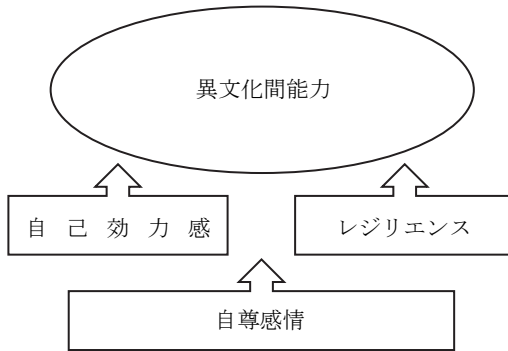 異文化間能力
自己効力感
レジリエンス
自尊感情